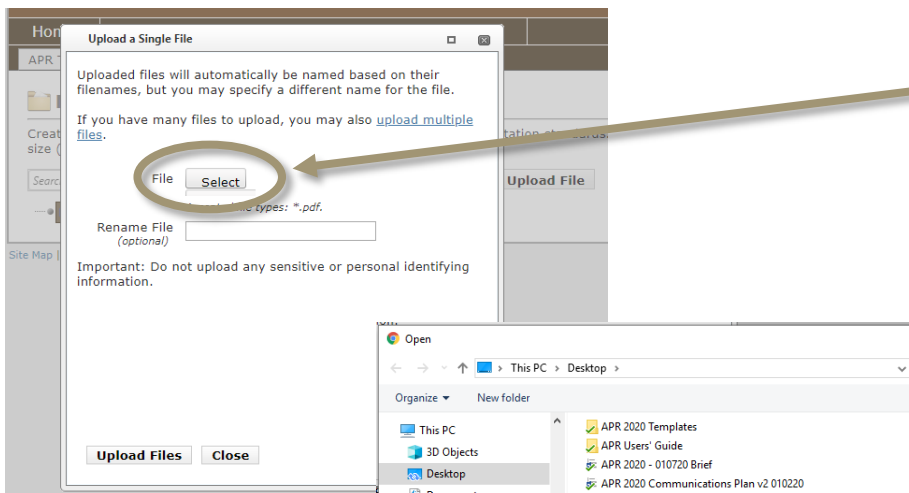 Hon
Upload a Single File
APR
Uploaded files will automatically be named based on their
filenames, but you may specify a different name for the file.
If you have many files to upload, you may also upload multiple
files.
Creat
size (
Searc
File Select
types: *.pdf.
Upload File
Rename File
(optional)
Site Map |
Important: Do not upload any sensitive or personal identifying
information.
Upload Files Close
Open
This PC > Desktop >
Organize New folder
This PC
3D Objects
Desktop
APR 2020 Templates
APR Users' Guide
APR 2020 - 010720 Brief
APR 2020 Communications Plan v2 010220